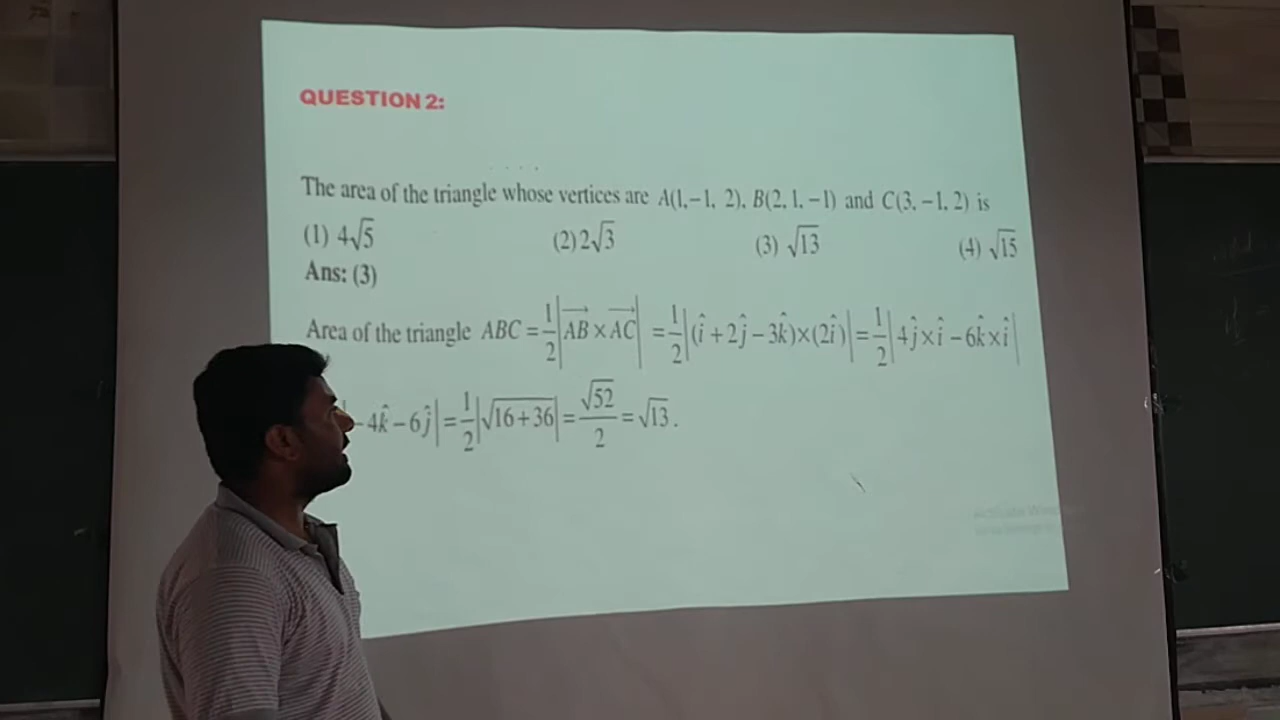 QUESTION 2:
The area of the triangle whose vertices are A(1,−1, 2), B(2, 1, −1) and C(3, −1, 2) is
(1) 4√5 (2) 2√3 (3) √13 (4) √15
Ans: (3)
Area of the triangle ABC = 1/2 |AB⃗ × AC⃗| = 1/2 |(î + 2ĵ − 3k̂)×(2î)| = 1/2 |4ĵ×î − 6k̂×î|
− 4k̂ − 6ĵ| = 1/2 |√16+36| = √52/2 = √13.